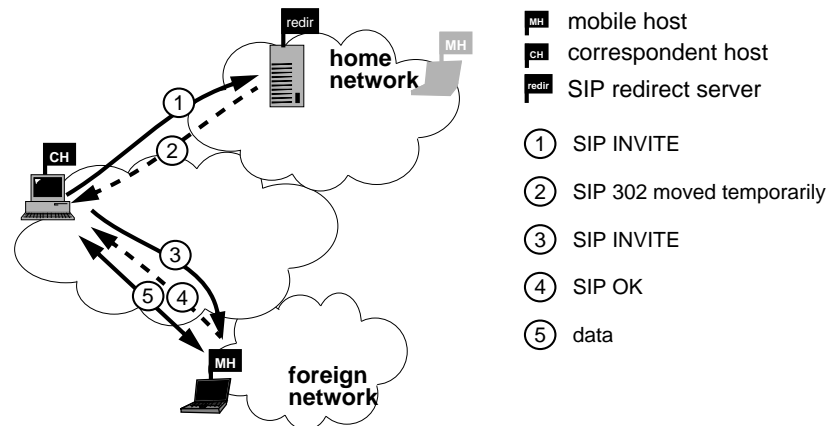 redir
home
network
MH
1
2
CH
3
4
5
MH
foreign
network
MH mobile host
CH correspondent host
redir SIP redirect server
1 SIP INVITE
2 SIP 302 moved temporarily
3 SIP INVITE
4 SIP OK
5 data